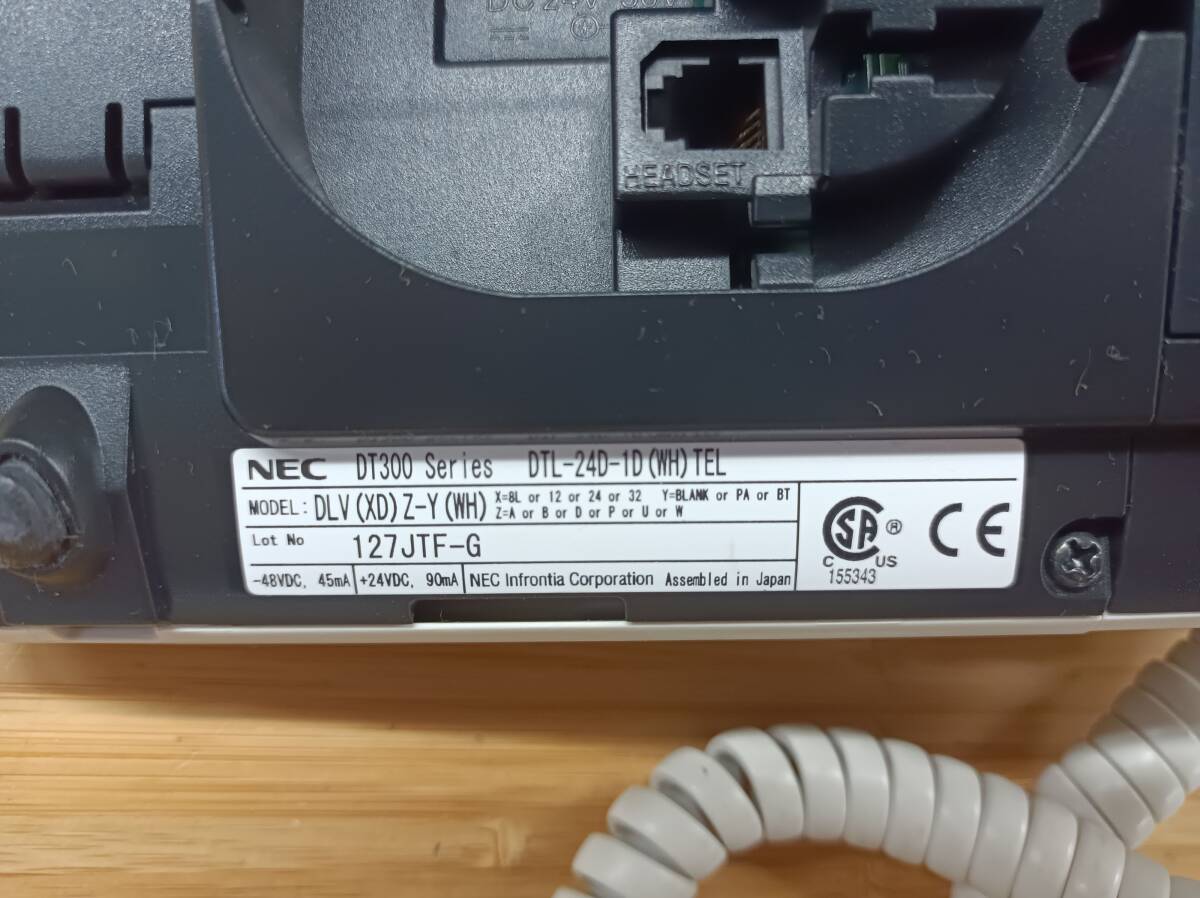 DC24V
HEADSET
NEC DT300 Series DTL-24D-1D(WH)TEL
MODEL: DLV(XD)Z-Y(WH) X=8L or 12 or 24 or 32 Y=BLANK or PA or BT
Z=A or B or D or P or U or W
Lot No 127JTF-G
-48VDC, 45mA +24VDC, 90mA NEC Infrontia Corporation Assembled in Japan
SA ® CE
C US
155343